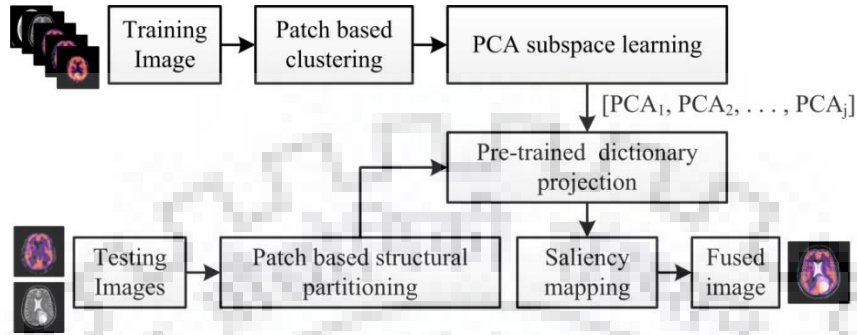 Training
Image
Patch based
clustering
PCA subspace learning
[PCA₁, PCA₂, . . . , PCAⱼ]
Pre-trained dictionary
projection
Testing
Images
Patch based structural
partitioning
Saliency
mapping
Fused
image